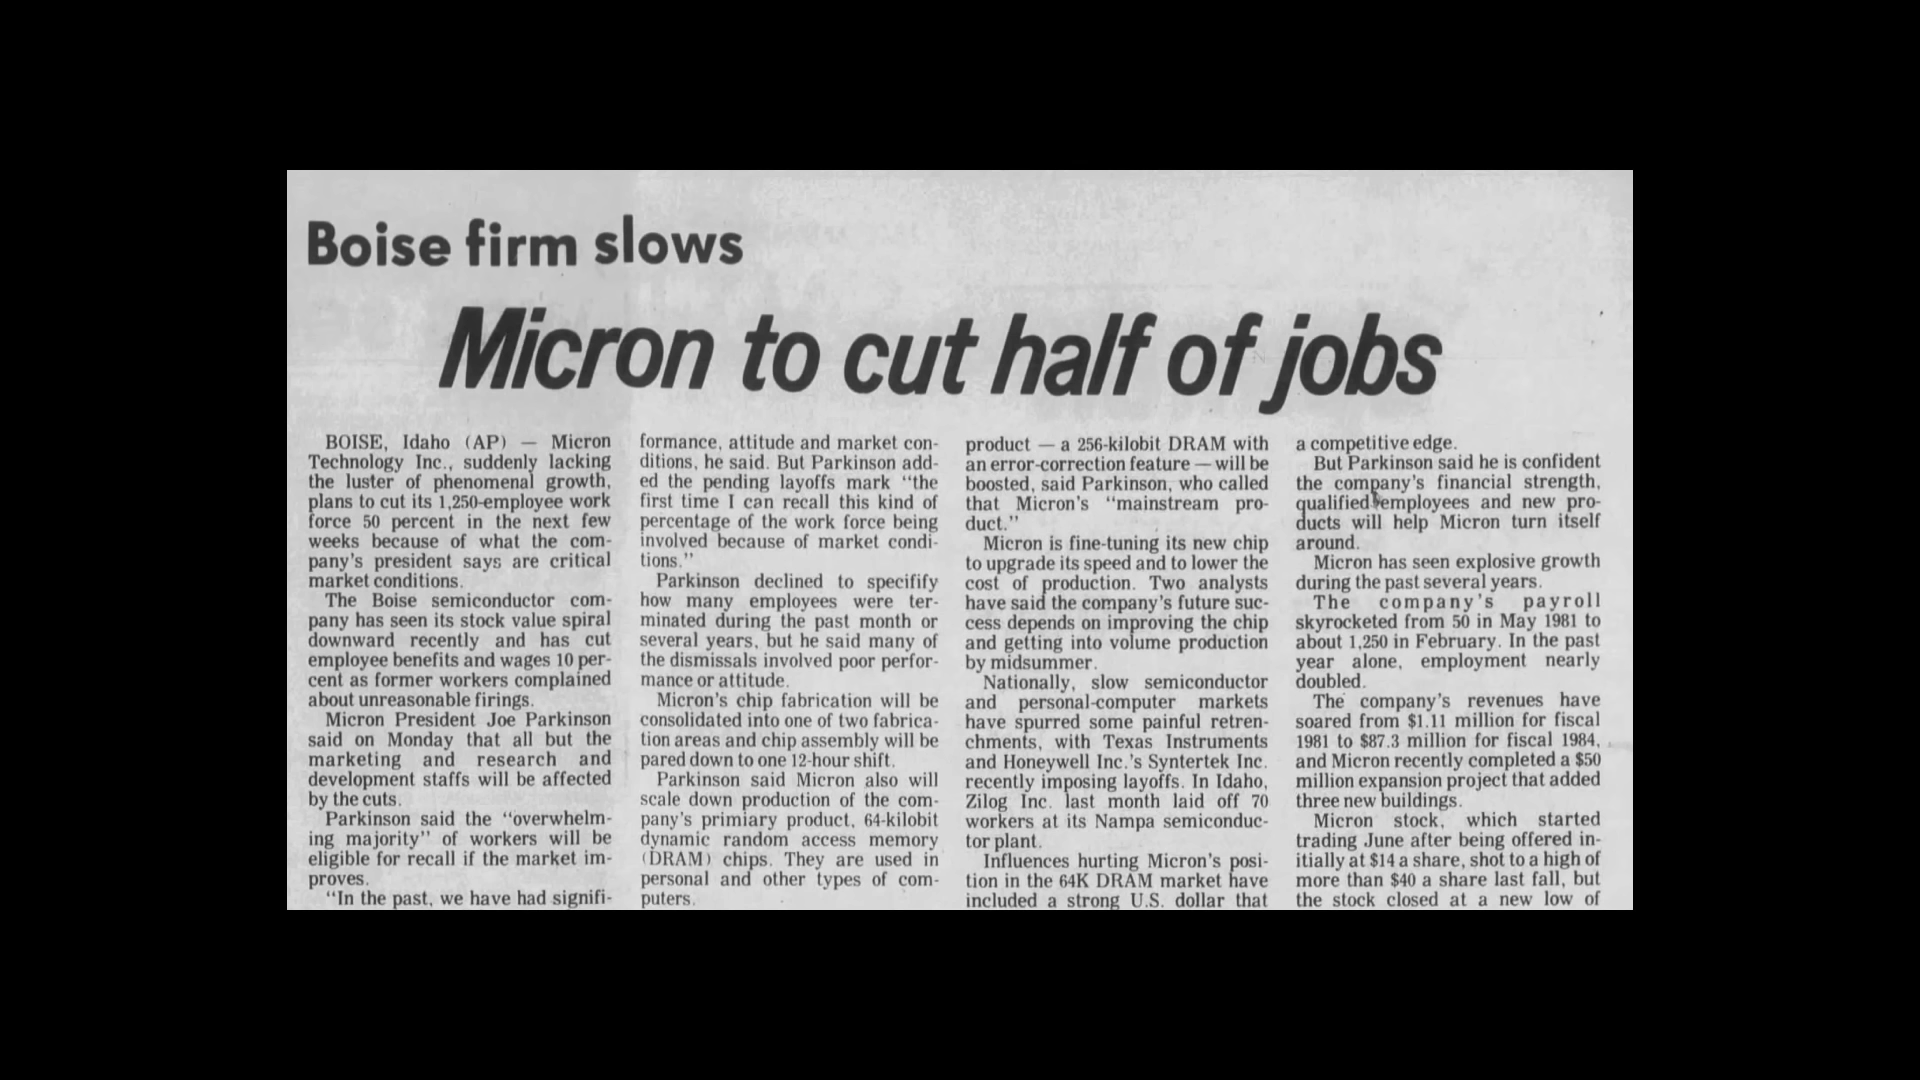 Boise firm slows
Micron to cut half of jobs
BOISE, Idaho (AP) — Micron
Technology Inc., suddenly lacking
the luster of phenomenal growth,
plans to cut its 1,250-employee work
force 50 percent in the next few
weeks because of what the com-
pany's president says are critical
market conditions.
The Boise semiconductor com-
pany has seen its stock value spiral
downward recently and has cut
employee benefits and wages 10 per-
cent as former workers complained
about unreasonable firings.
Micron President Joe Parkinson
said on Monday that all but the
marketing and research and
development staffs will be affected
by the cuts.
Parkinson said the "overwhelm-
ing majority" of workers will be
eligible for recall if the market im-
proves.
"In the past, we have had signifi-
formance, attitude and market con-
ditions, he said. But Parkinson add-
ed the pending layoffs mark "the
first time I can recall this kind of
percentage of the work force being
involved because of market condi-
tions."
Parkinson declined to specifify
how many employees were ter-
minated during the past month or
several years, but he said many of
the dismissals involved poor perfor-
mance or attitude.
Micron's chip fabrication will be
consolidated into one of two fabrica-
tion areas and chip assembly will be
pared down to one 12-hour shift.
Parkinson said Micron also will
scale down production of the com-
pany's primiary product, 64-kilobit
dynamic random access memory
(DRAM) chips. They are used in
personal and other types of com-
puters.
product — a 256-kilobit DRAM with
an error-correction feature — will be
boosted, said Parkinson, who called
that Micron's "mainstream pro-
duct."
Micron is fine-tuning its new chip
to upgrade its speed and to lower the
cost of production. Two analysts
have said the company's future suc-
cess depends on improving the chip
and getting into volume production
by midsummer.
Nationally, slow semiconductor
and personal-computer markets
have spurred some painful retren-
chments, with Texas Instruments
and Honeywell Inc.'s Syntertek Inc.
recently imposing layoffs. In Idaho,
Zilog Inc. last month laid off 70
workers at its Nampa semiconduc-
tor plant.
Influences hurting Micron's posi-
tion in the 64K DRAM market have
included a strong U.S. dollar that
a competitive edge.
But Parkinson said he is confident
the company's financial strength,
qualified employees and new pro-
ducts will help Micron turn itself
around.
Micron has seen explosive growth
during the past several years.
The company's payroll
skyrocketed from 50 in May 1981 to
about 1,250 in February. In the past
year alone, employment nearly
doubled.
The company's revenues have
soared from $1.11 million for fiscal
1981 to $87.3 million for fiscal 1984,
and Micron recently completed a $50
million expansion project that added
three new buildings.
Micron stock, which started
trading June after being offered in-
itially at $14 a share, shot to a high of
more than $40 a share last fall, but
the stock closed at a new low of